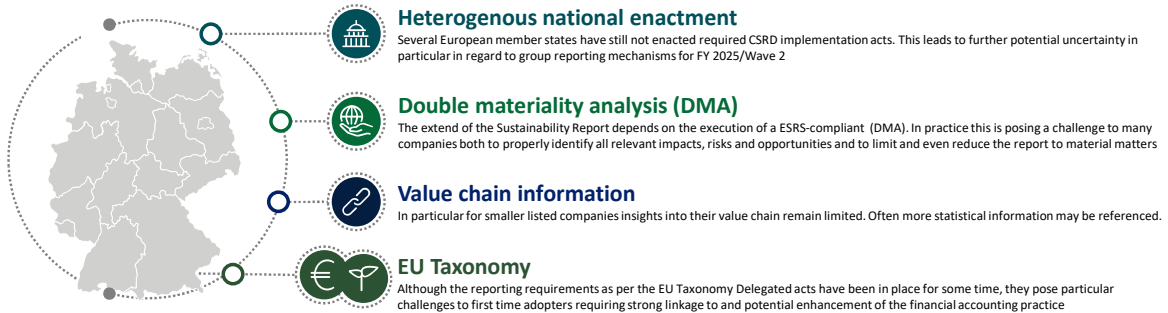 Heterogenous national enactment
Several European member states have still not enacted required CSRD implementation acts. This leads to further potential uncertainty in
particular in regard to group reporting mechanisms for FY 2025/Wave 2
Double materiality analysis (DMA)
The extend of the Sustainability Report depends on the execution of a ESRS-compliant (DMA). In practice this is posing a challenge to many
companies both to properly identify all relevant impacts, risks and opportunities and to limit and even reduce the report to material matters
Value chain information
In particular for smaller listed companies insights into their value chain remain limited. Often more statistical information may be referenced.
EU Taxonomy
Although the reporting requirements as per the EU Taxonomy Delegated acts have been in place for some time, they pose particular
challenges to first time adopters requiring strong linkage to and potential enhancement of the financial accounting practice